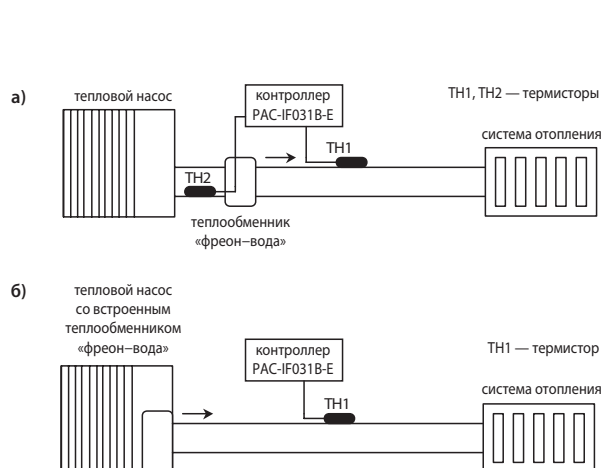 а)
тепловой насос
контроллер
PAC-IF031B-E
TH1, TH2 — термисторы
система отопления
TH1
TH2
теплообменник
«фреон–вода»
б)
тепловой насос
со встроенным
теплообменником
«фреон–вода»
контроллер
PAC-IF031B-E
TH1 — термистор
система отопления
TH1